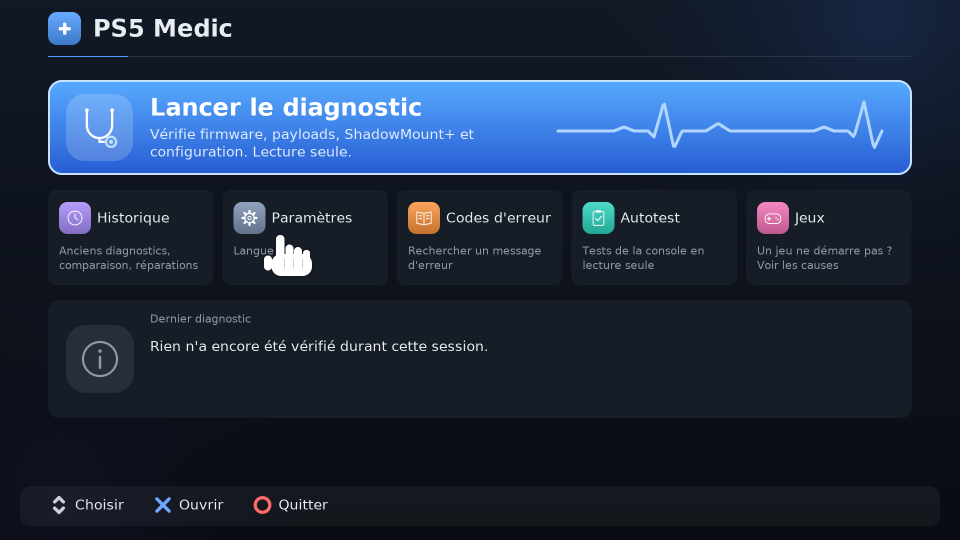 PS5 Medic
Lancer le diagnostic
Vérifie firmware, payloads, ShadowMount+ et
configuration. Lecture seule.
Historique
Anciens diagnostics,
comparaison, réparations
Paramètres
Langue
Codes d'erreur
Rechercher un message
d'erreur
Autotest
Tests de la console en
lecture seule
Jeux
Un jeu ne démarre pas ?
Voir les causes
Dernier diagnostic
Rien n'a encore été vérifié durant cette session.
Choisir
Ouvrir
Quitter